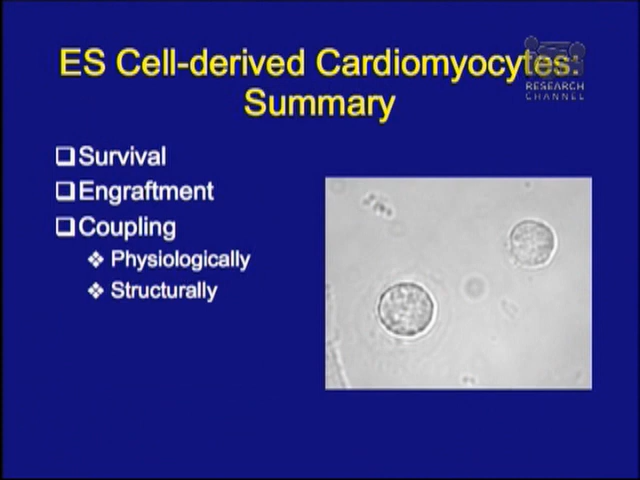 ES Cell-derived Cardiomyocytes:
Summary
RESEARCH
CHANNEL
❑Survival
❑Engraftment
❑Coupling
❖ Physiologically
❖ Structurally